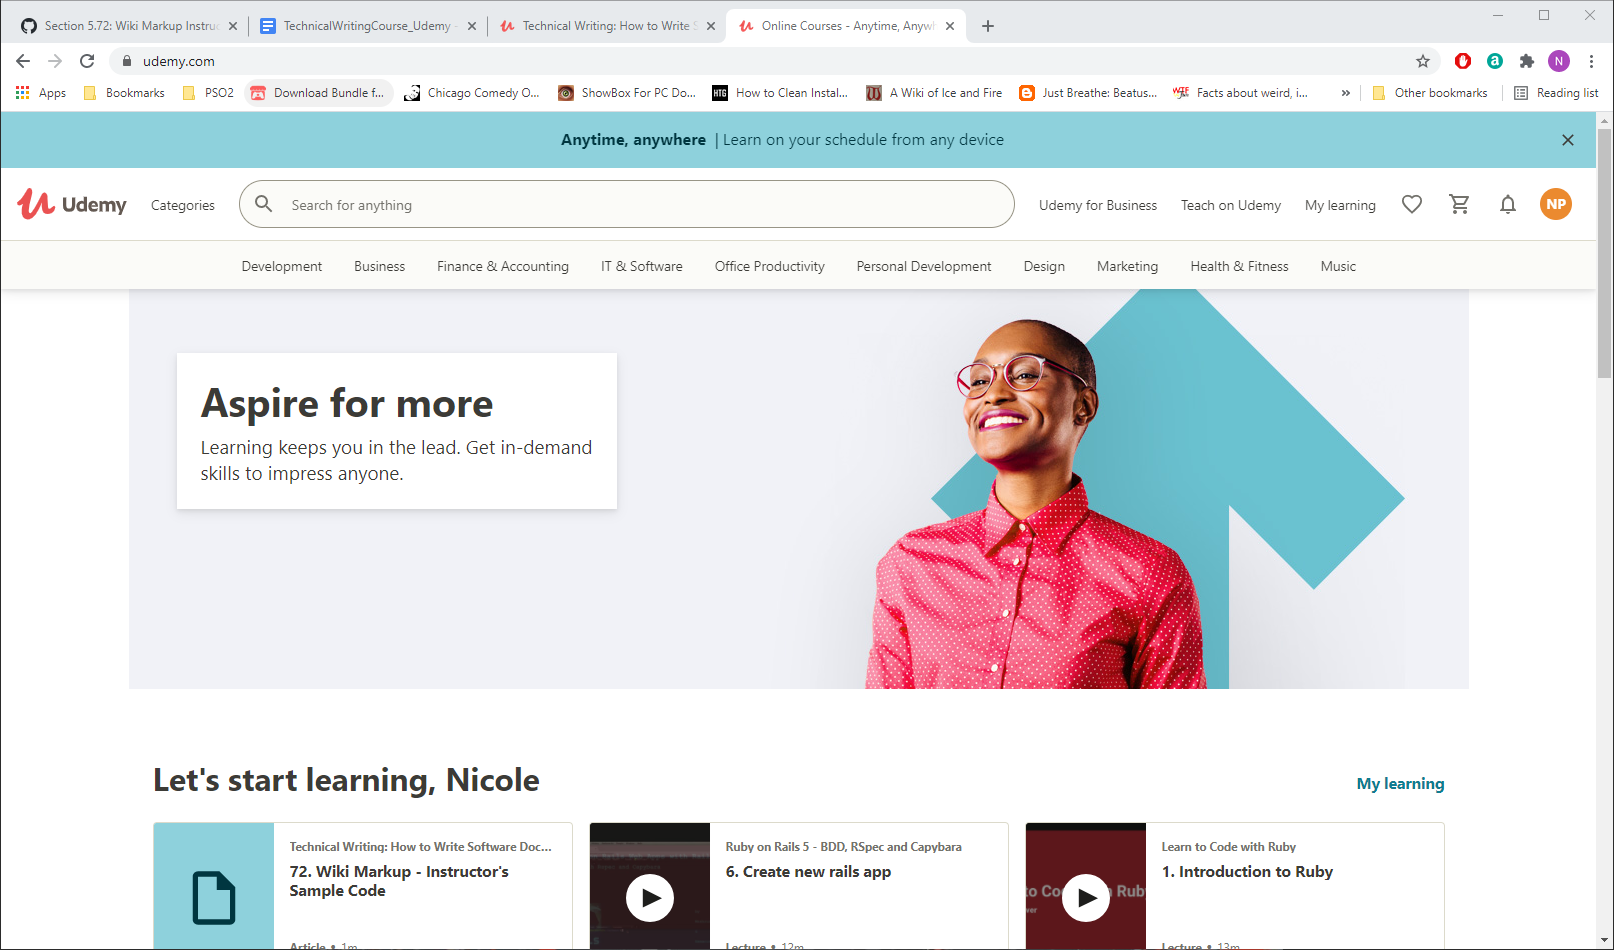 Section 5.72: Wiki Markup Instruc
TechnicalWritingCourse_Udemy -
Technical Writing: How to Write S
Online Courses - Anytime, Anywh
udemy.com
N
Apps
Bookmarks
PSO2
Download Bundle f...
Chicago Comedy O...
ShowBox For PC Do...
HTG
How to Clean Instal...
A Wiki of Ice and Fire
Just Breathe: Beatus...
Facts about weird, i...
»
Other bookmarks
Reading list
Anytime, anywhere | Learn on your schedule from any device
Udemy
Categories
Search for anything
Udemy for Business
Teach on Udemy
My learning
NP
Development
Business
Finance & Accounting
IT & Software
Office Productivity
Personal Development
Design
Marketing
Health & Fitness
Music
Aspire for more
Learning keeps you in the lead. Get in-demand
skills to impress anyone.
Let's start learning, Nicole
My learning
Technical Writing: How to Write Software Doc...
72. Wiki Markup - Instructor's
Sample Code
Article • 1m
Ruby on Rails 5 - BDD, RSpec and Capybara
6. Create new rails app
Lecture • 12m
Learn to Code with Ruby
1. Introduction to Ruby
Lecture • 13m